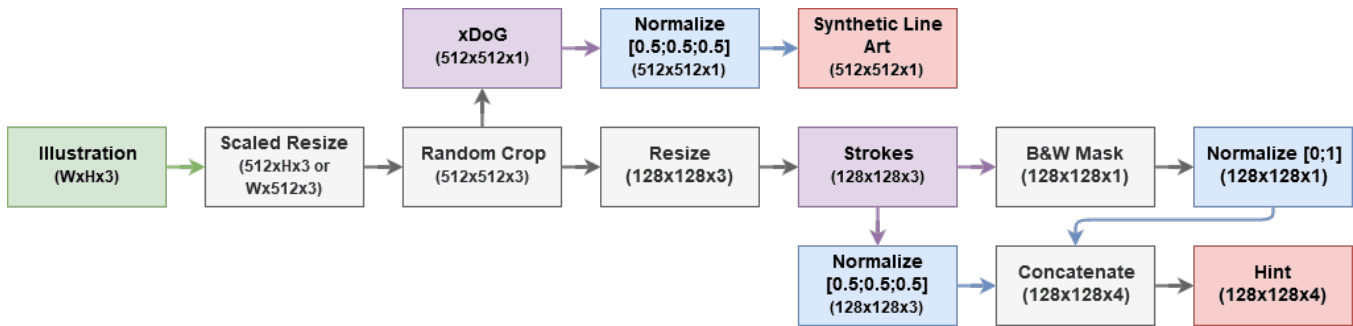 xDoG
(512x512x1)
Normalize
[0.5;0.5;0.5]
(512x512x1)
Synthetic Line
Art
(512x512x1)
Illustration
(WxHx3)
Scaled Resize
(512xHx3 or
Wx512x3)
Random Crop
(512x512x3)
Resize
(128x128x3)
Strokes
(128x128x3)
B&W Mask
(128x128x1)
Normalize [0;1]
(128x128x1)
Normalize
[0.5;0.5;0.5]
(128x128x3)
Concatenate
(128x128x4)
Hint
(128x128x4)